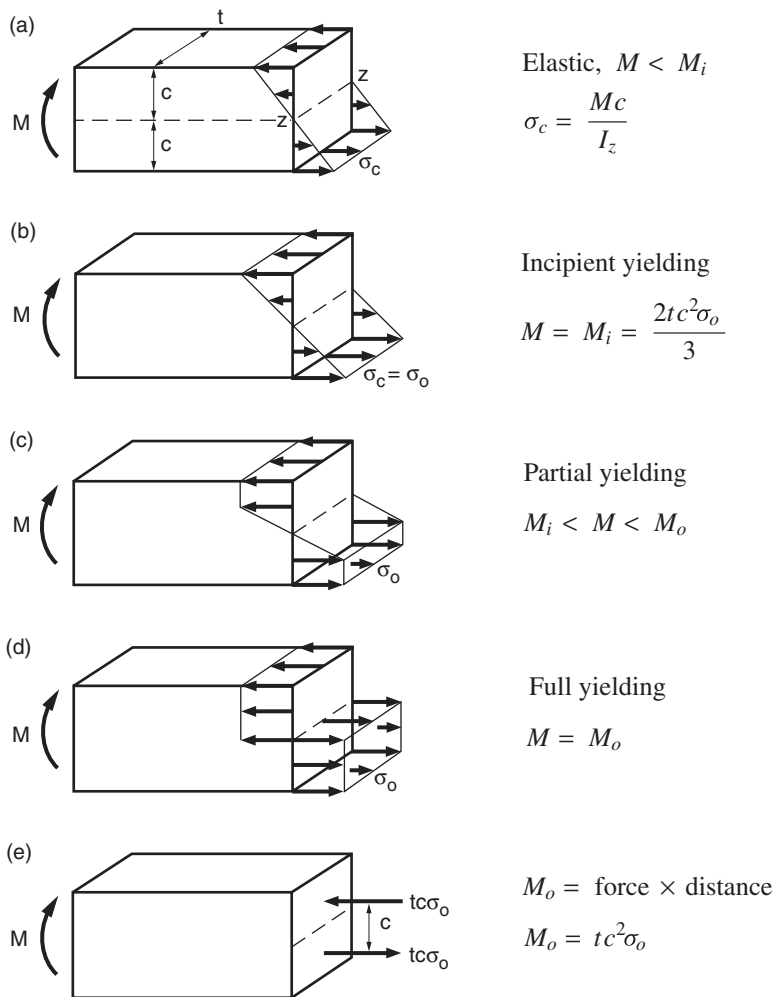 (a)
t
c
c
M
z
z
σc
Elastic, M < Mi
σc = Mc / Iz
(b)
M
σc = σo
Incipient yielding
M = Mi = 2tc²σo / 3
(c)
M
σo
Partial yielding
Mi < M < Mo
(d)
M
σo
Full yielding
M = Mo
(e)
M
tcσo
c
tcσo
Mo = force × distance
Mo = tc²σo